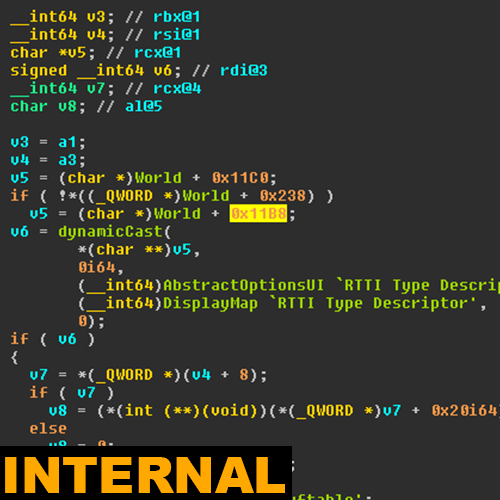 __int64 v3; // rbx@1
__int64 v4; // rsi@1
char *v5; // rcx@1
signed __int64 v6; // rdi@3
__int64 v7; // rcx@4
char v8; // al@5
v3 = a1;
v4 = a3;
v5 = (char *)World + 0x11C0;
if ( !*((_QWORD *)World + 0x238) )
v5 = (char *)World + 0x11B8;
v6 = dynamicCast(
*(char **)v5,
0i64,
(__int64)AbstractOptionsUI `RTTI Type Descrip
(__int64)DisplayMap `RTTI Type Descriptor',
0);
if ( v6 )
{
v7 = *(_QWORD *)(v4 + 8);
if ( v7 )
v8 = (*(int (**)(void))(*(_QWORD *)v7 + 0x20i64)
else
v8 = 0;
INTERNAL ;
ftable';